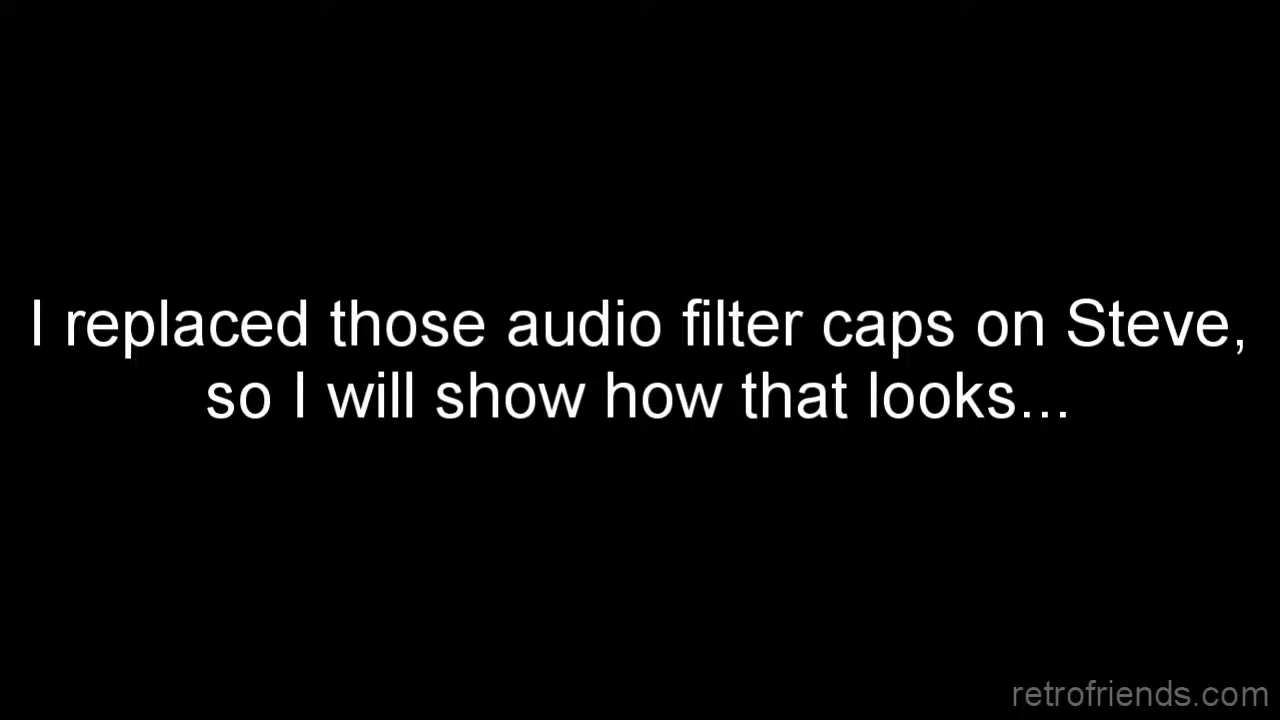 I replaced those audio filter caps on Steve,
so I will show how that looks...
retrofriends.com